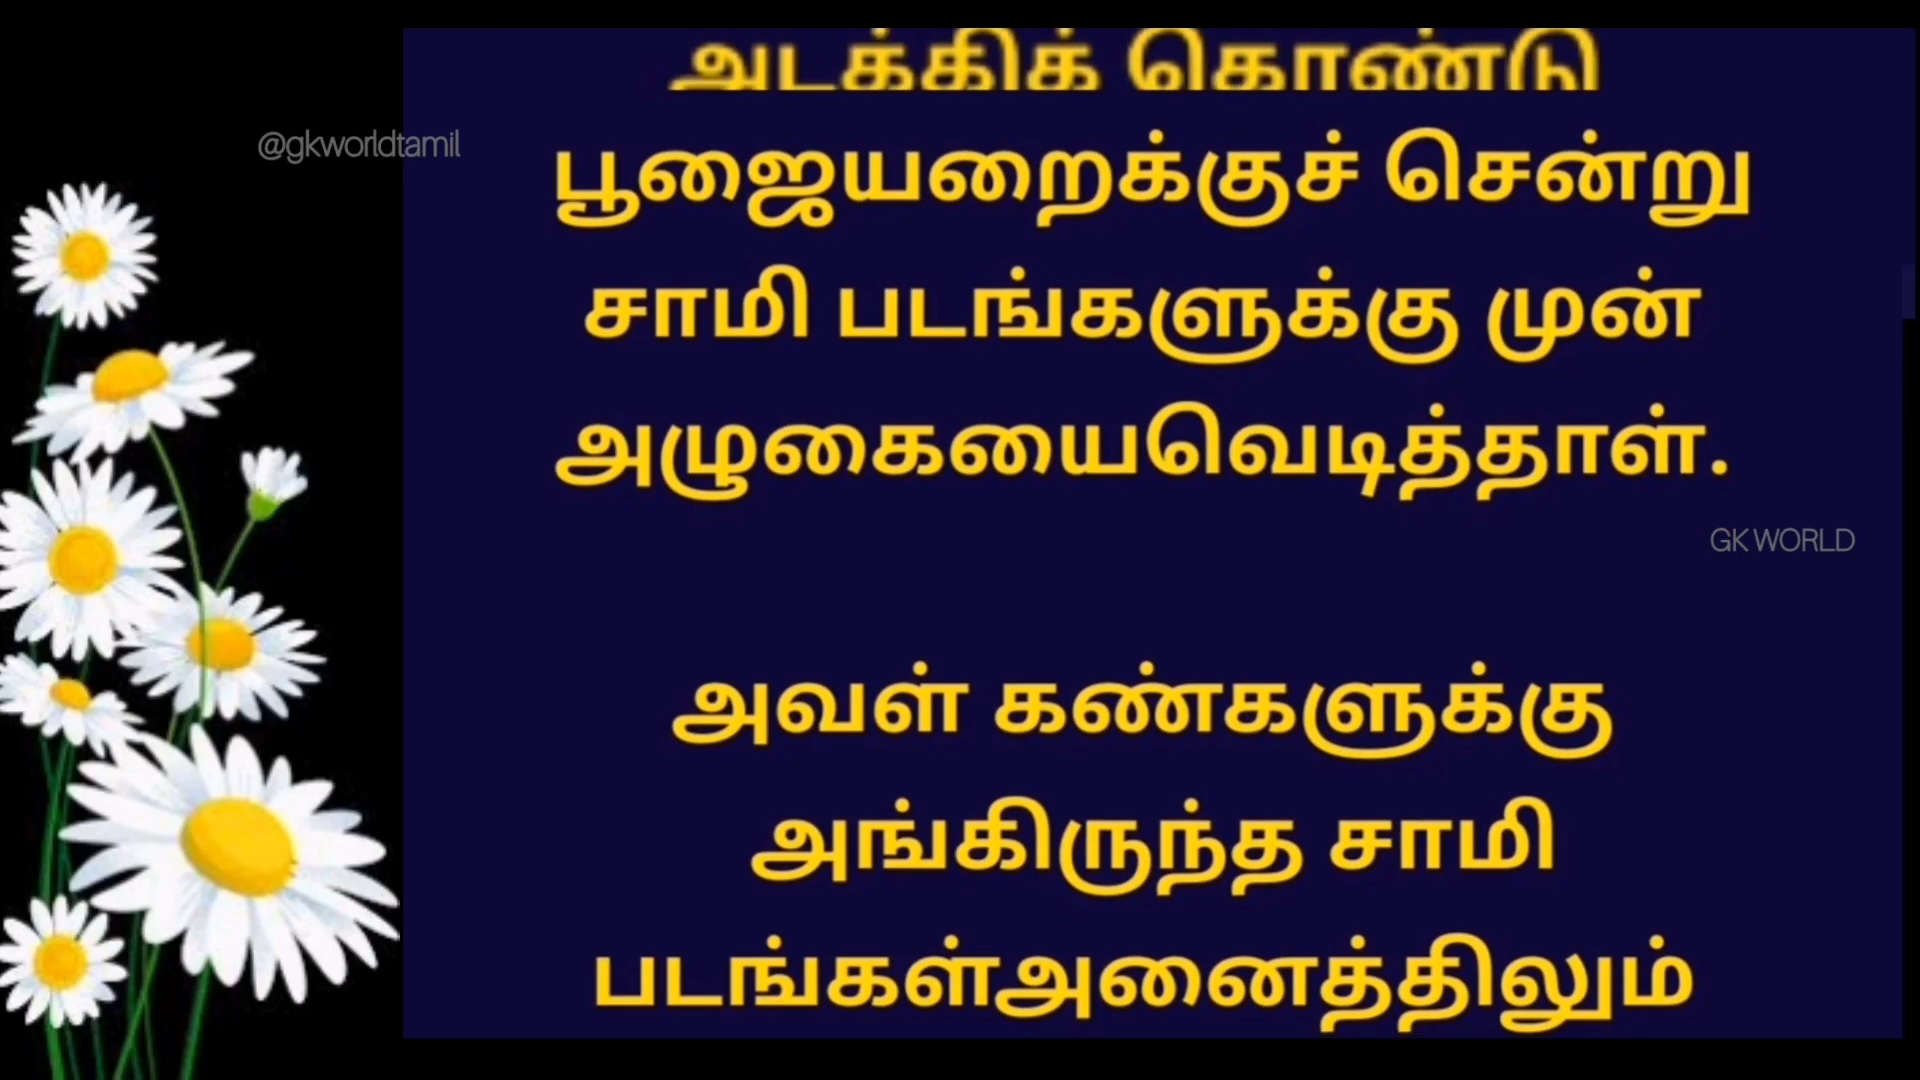 அடக்கிக் கொண்டு
@gkworldtamil
பூஜையறைக்குச் சென்று
சாமி படங்களுக்கு முன்
அழுகையைவெடித்தாள்.
GK WORLD
அவள் கண்களுக்கு
அங்கிருந்த சாமி
படங்கள்அனைத்திலும்